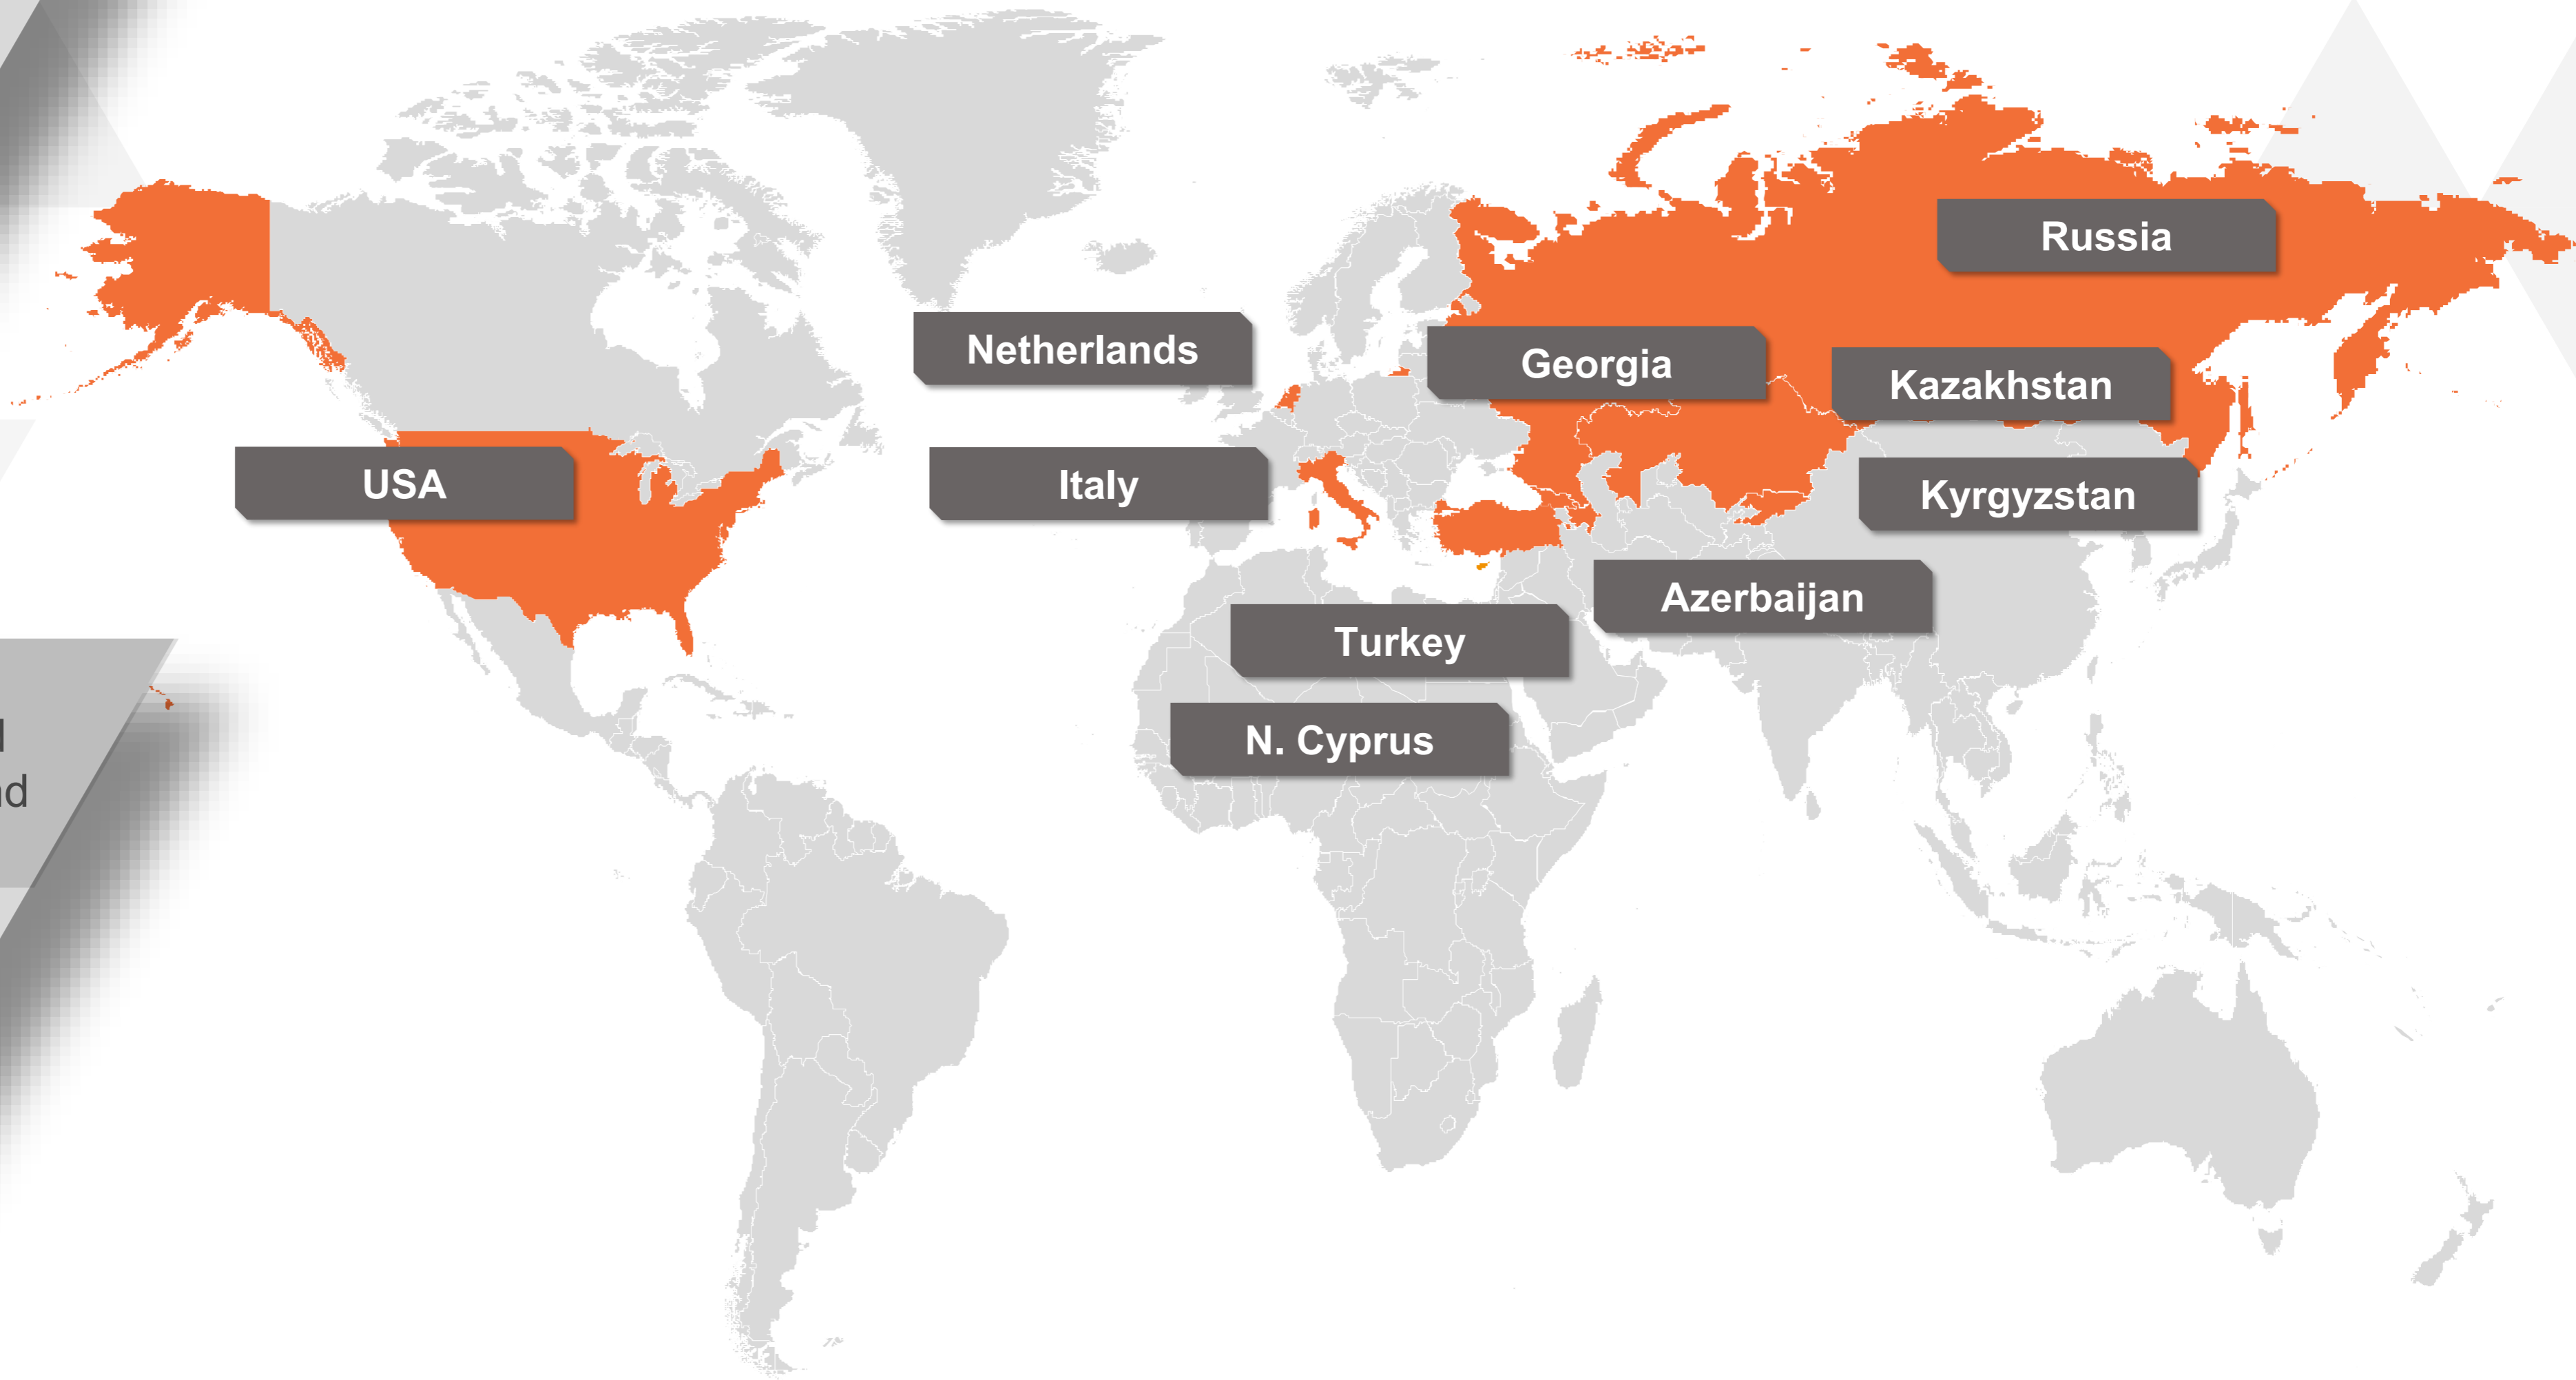 Russia
Netherlands
Georgia
Kazakhstan
USA
Italy
Kyrgyzstan
Azerbaijan
Turkey
N. Cyprus